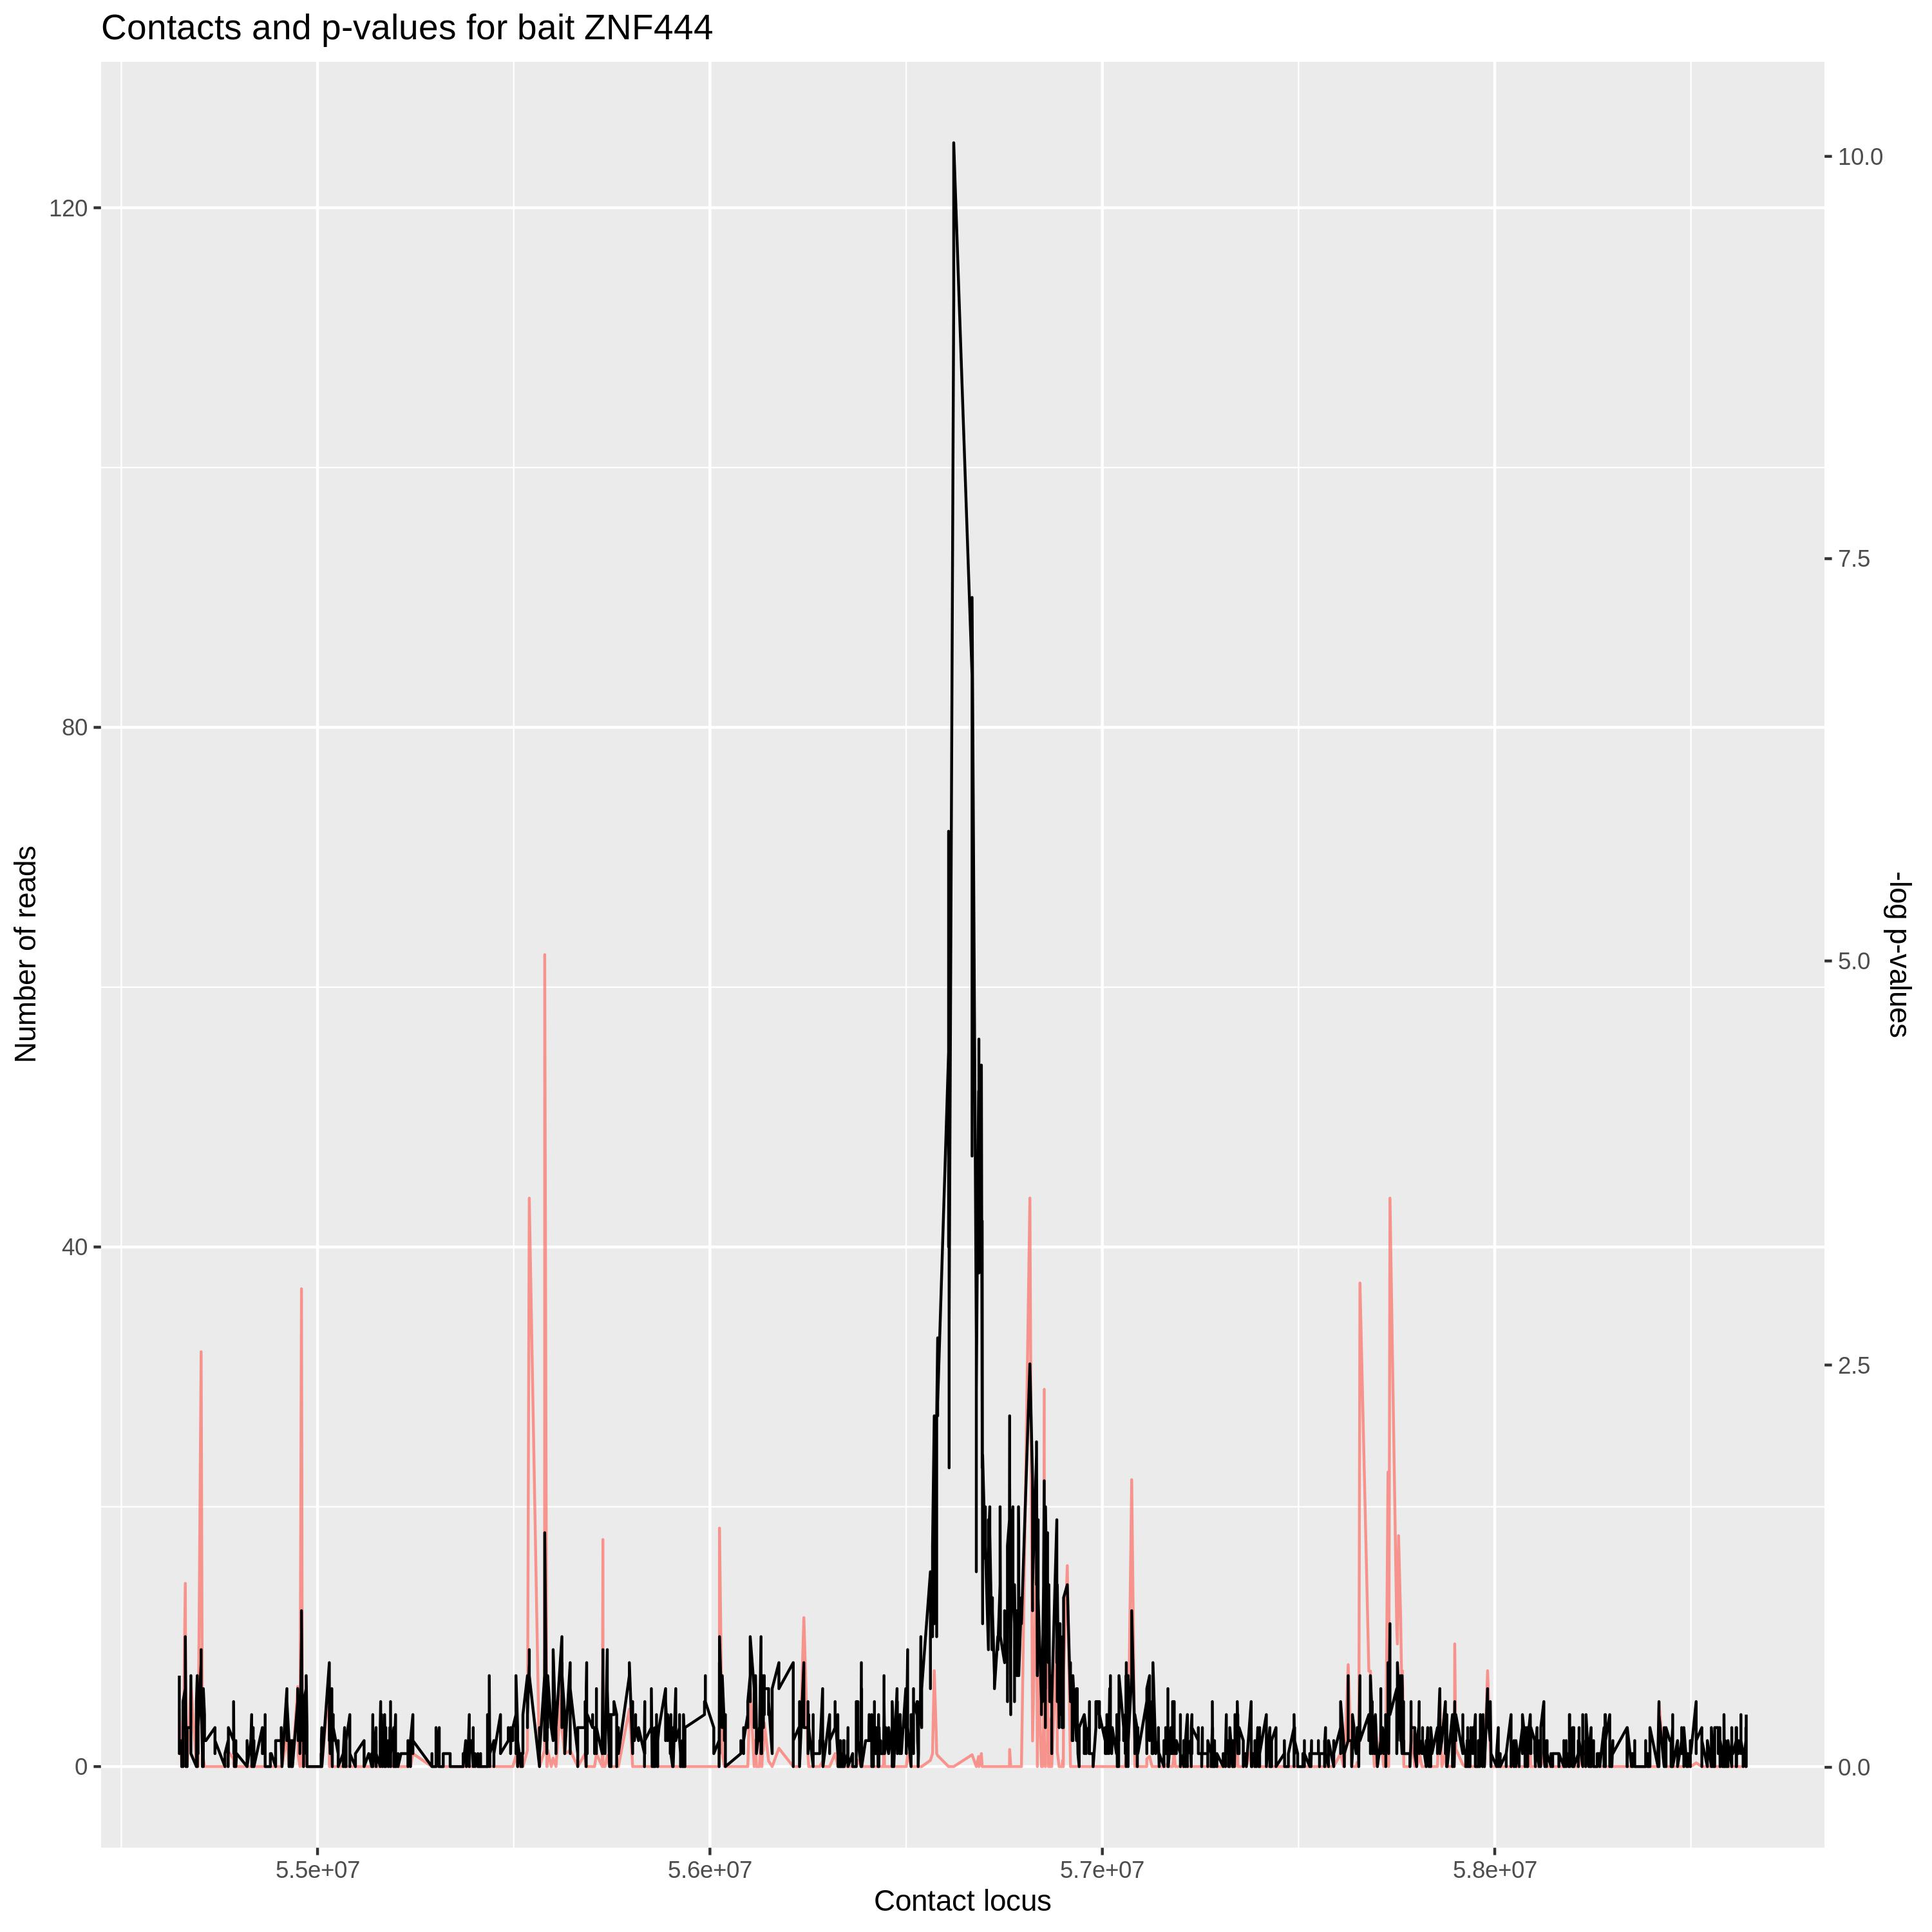 Contacts and p-values for bait ZNF444
120
80
40
0
10.0
7.5
5.0
2.5
0.0
Number of reads
-log p-values
5.5e+07 5.6e+07 5.7e+07 5.8e+07
Contact locus